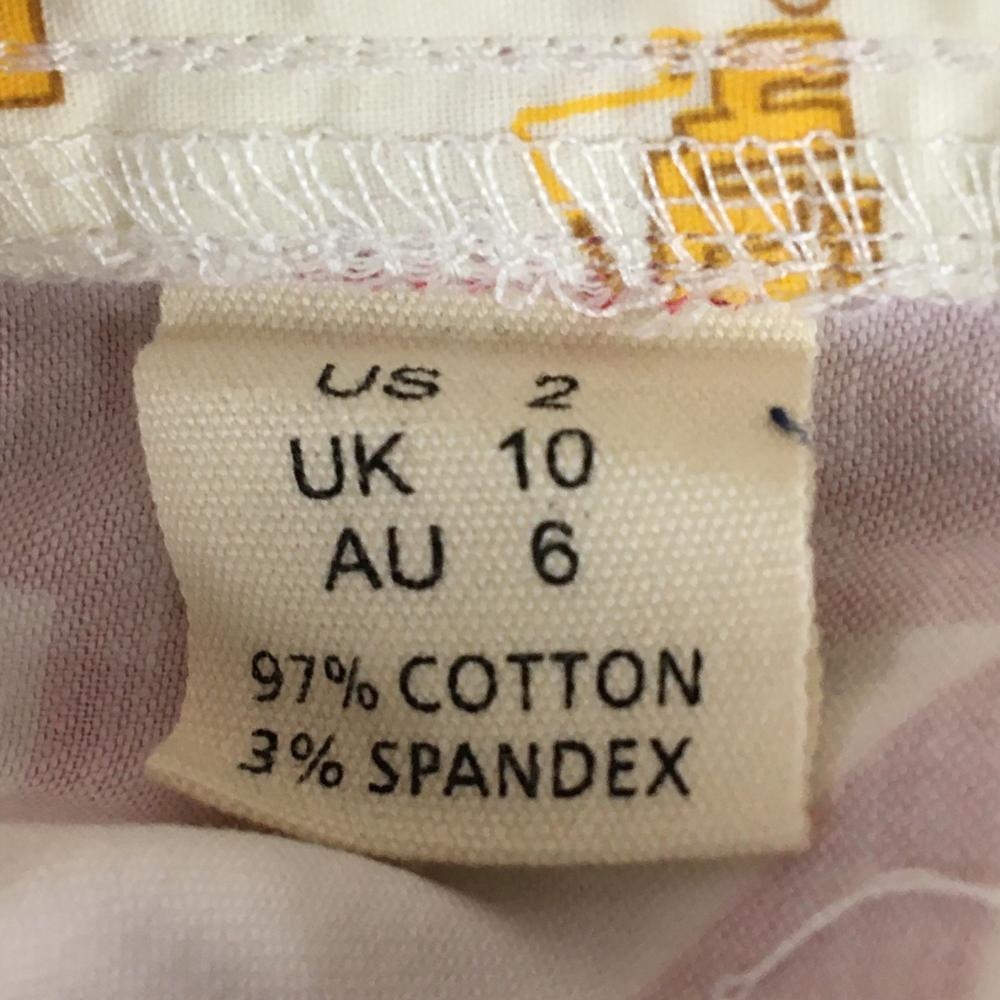 US 2
UK 10
AU 6
97% COTTON
3% SPANDEX